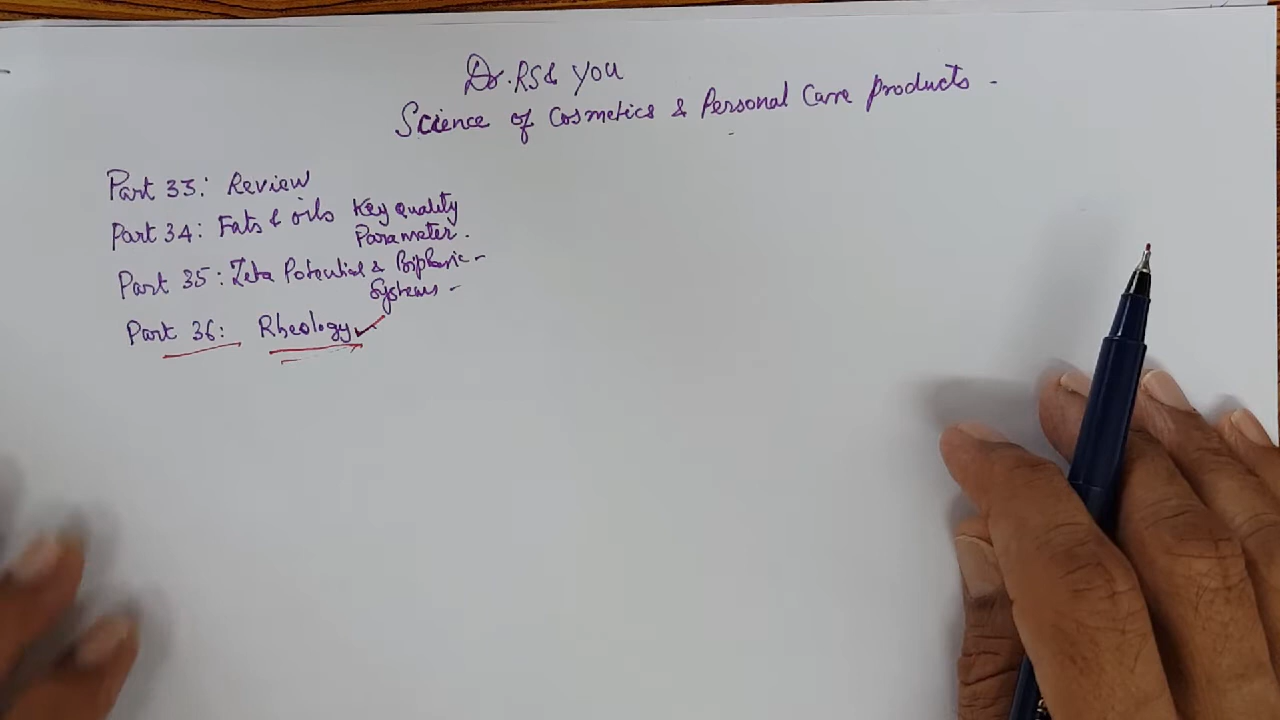 Dr. RS & YOU
Science of Cosmetics & Personal Care Products -
Part 33: Review
Part 34: Fats & oils Key quality
Parameter.
Part 35: Zeta Potential & Biphasic -
Systems -
Part 36: Rheology